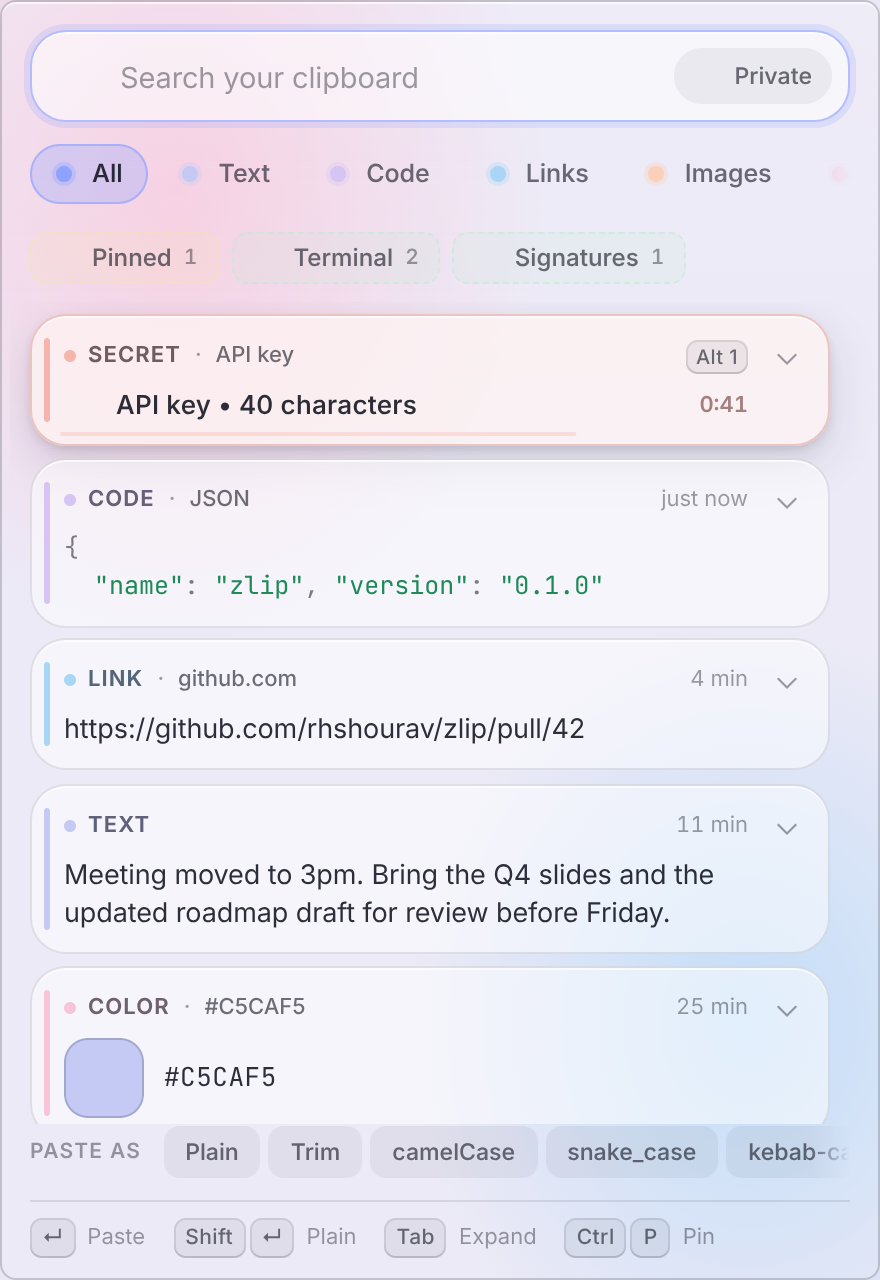 Search your clipboard Private
All Text Code Links Images
Pinned 1 Terminal 2 Signatures 1
SECRET · API key Alt 1
API key • 40 characters 0:41
CODE · JSON just now
{
"name": "zlip", "version": "0.1.0"
LINK · github.com 4 min
https://github.com/rhshourav/zlip/pull/42
TEXT 11 min
Meeting moved to 3pm. Bring the Q4 slides and the
updated roadmap draft for review before Friday.
COLOR · #C5CAF5 25 min
#C5CAF5
PASTE AS Plain Trim camelCase snake_case kebab-ca
↵ Paste Shift ↵ Plain Tab Expand Ctrl P Pin